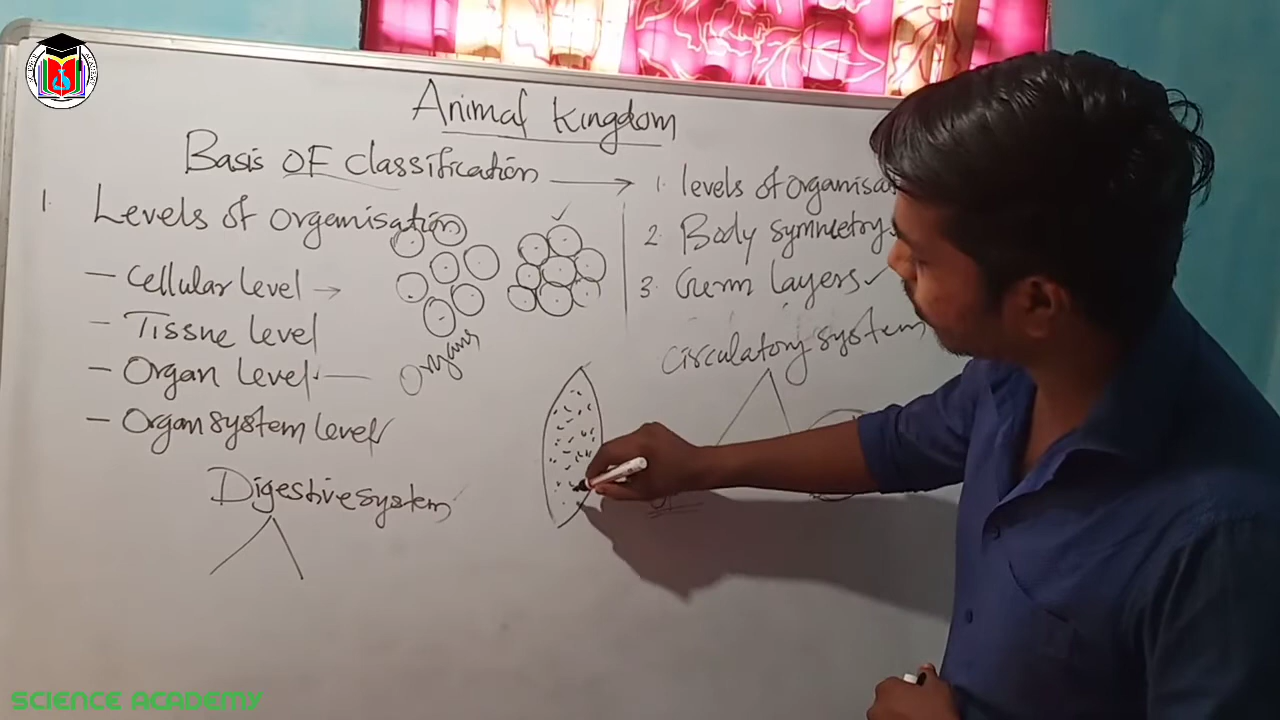 Animal Kingdom
Basis OF classification
1. levels of organisa
2. Body symmetry
3. Germ layers
1. Levels of orgenisation
- Cellular Level
- Tissue level
- Organ Level
- Organ system Level
Organs
Circulatory system
Digestive system
SCIENCE ACADEMY